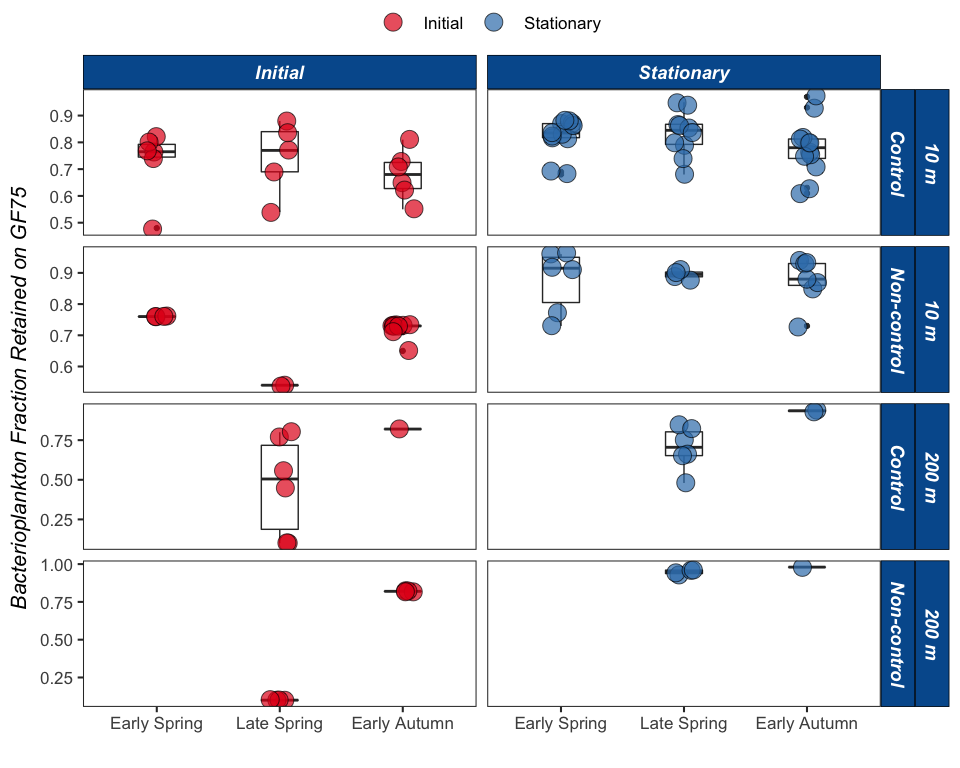 Initial Stationary
Initial Stationary
Bacterioplankton Fraction Retained on GF75
0.9
0.8
0.7
0.6
0.5
10 m
Control
0.9
0.8
0.7
0.6
10 m
Non-control
0.75
0.50
0.25
200 m
Control
1.00
0.75
0.50
0.25
200 m
Non-control
Early Spring Late Spring Early Autumn Early Spring Late Spring Early Autumn